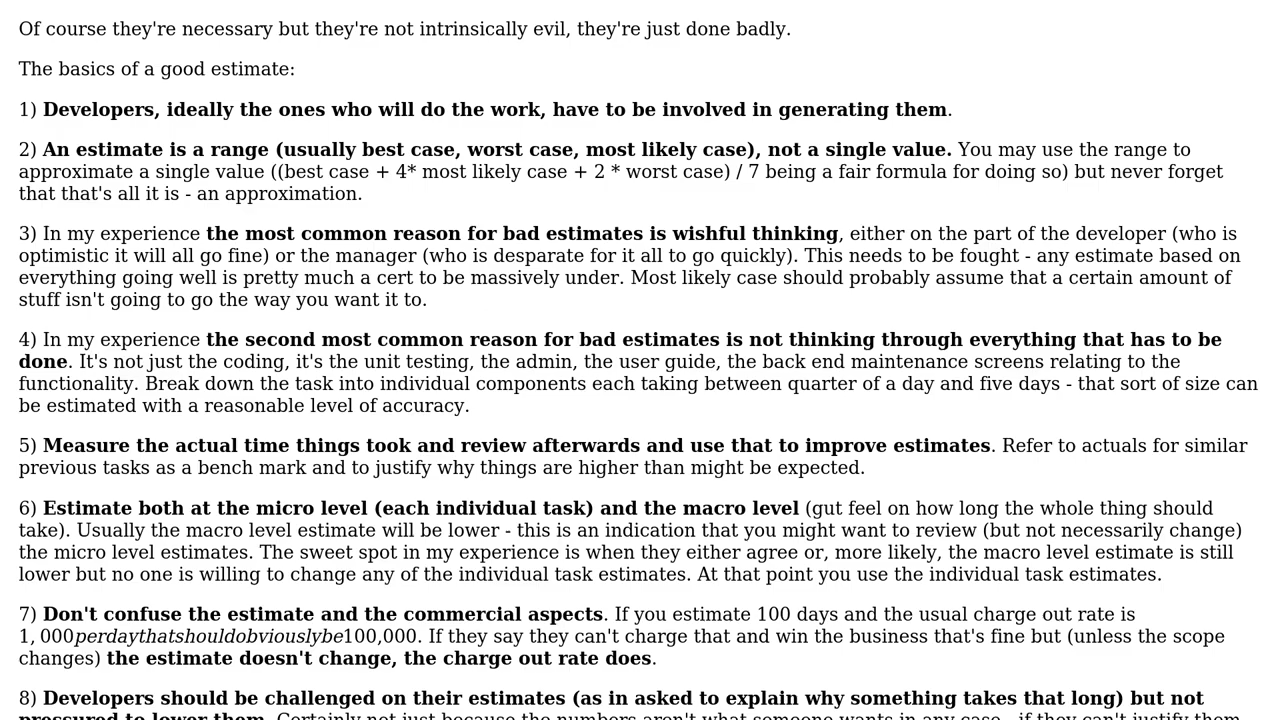 Of course they're necessary but they're not intrinsically evil, they're just done badly.
The basics of a good estimate:
1) Developers, ideally the ones who will do the work, have to be involved in generating them.
2) An estimate is a range (usually best case, worst case, most likely case), not a single value. You may use the range to
approximate a single value ((best case + 4* most likely case + 2 * worst case) / 7 being a fair formula for doing so) but never forget
that that's all it is - an approximation.
3) In my experience the most common reason for bad estimates is wishful thinking, either on the part of the developer (who is
optimistic it will all go fine) or the manager (who is desparate for it all to go quickly). This needs to be fought - any estimate based on
everything going well is pretty much a cert to be massively under. Most likely case should probably assume that a certain amount of
stuff isn't going to go the way you want it to.
4) In my experience the second most common reason for bad estimates is not thinking through everything that has to be
done. It's not just the coding, it's the unit testing, the admin, the user guide, the back end maintenance screens relating to the
functionality. Break down the task into individual components each taking between quarter of a day and five days - that sort of size can
be estimated with a reasonable level of accuracy.
5) Measure the actual time things took and review afterwards and use that to improve estimates. Refer to actuals for similar
previous tasks as a bench mark and to justify why things are higher than might be expected.
6) Estimate both at the micro level (each individual task) and the macro level (gut feel on how long the whole thing should
take). Usually the macro level estimate will be lower - this is an indication that you might want to review (but not necessarily change)
the micro level estimates. The sweet spot in my experience is when they either agree or, more likely, the macro level estimate is still
lower but no one is willing to change any of the individual task estimates. At that point you use the individual task estimates.
7) Don't confuse the estimate and the commercial aspects. If you estimate 100 days and the usual charge out rate is
1,000perdaythatshouldobviouslybe100,000. If they say they can't charge that and win the business that's fine but (unless the scope
changes) the estimate doesn't change, the charge out rate does.
8) Developers should be challenged on their estimates (as in asked to explain why something takes that long) but not
pressured to lower them. Certainly not just because the numbers aren't what someone wants in any case - if they can't justify them